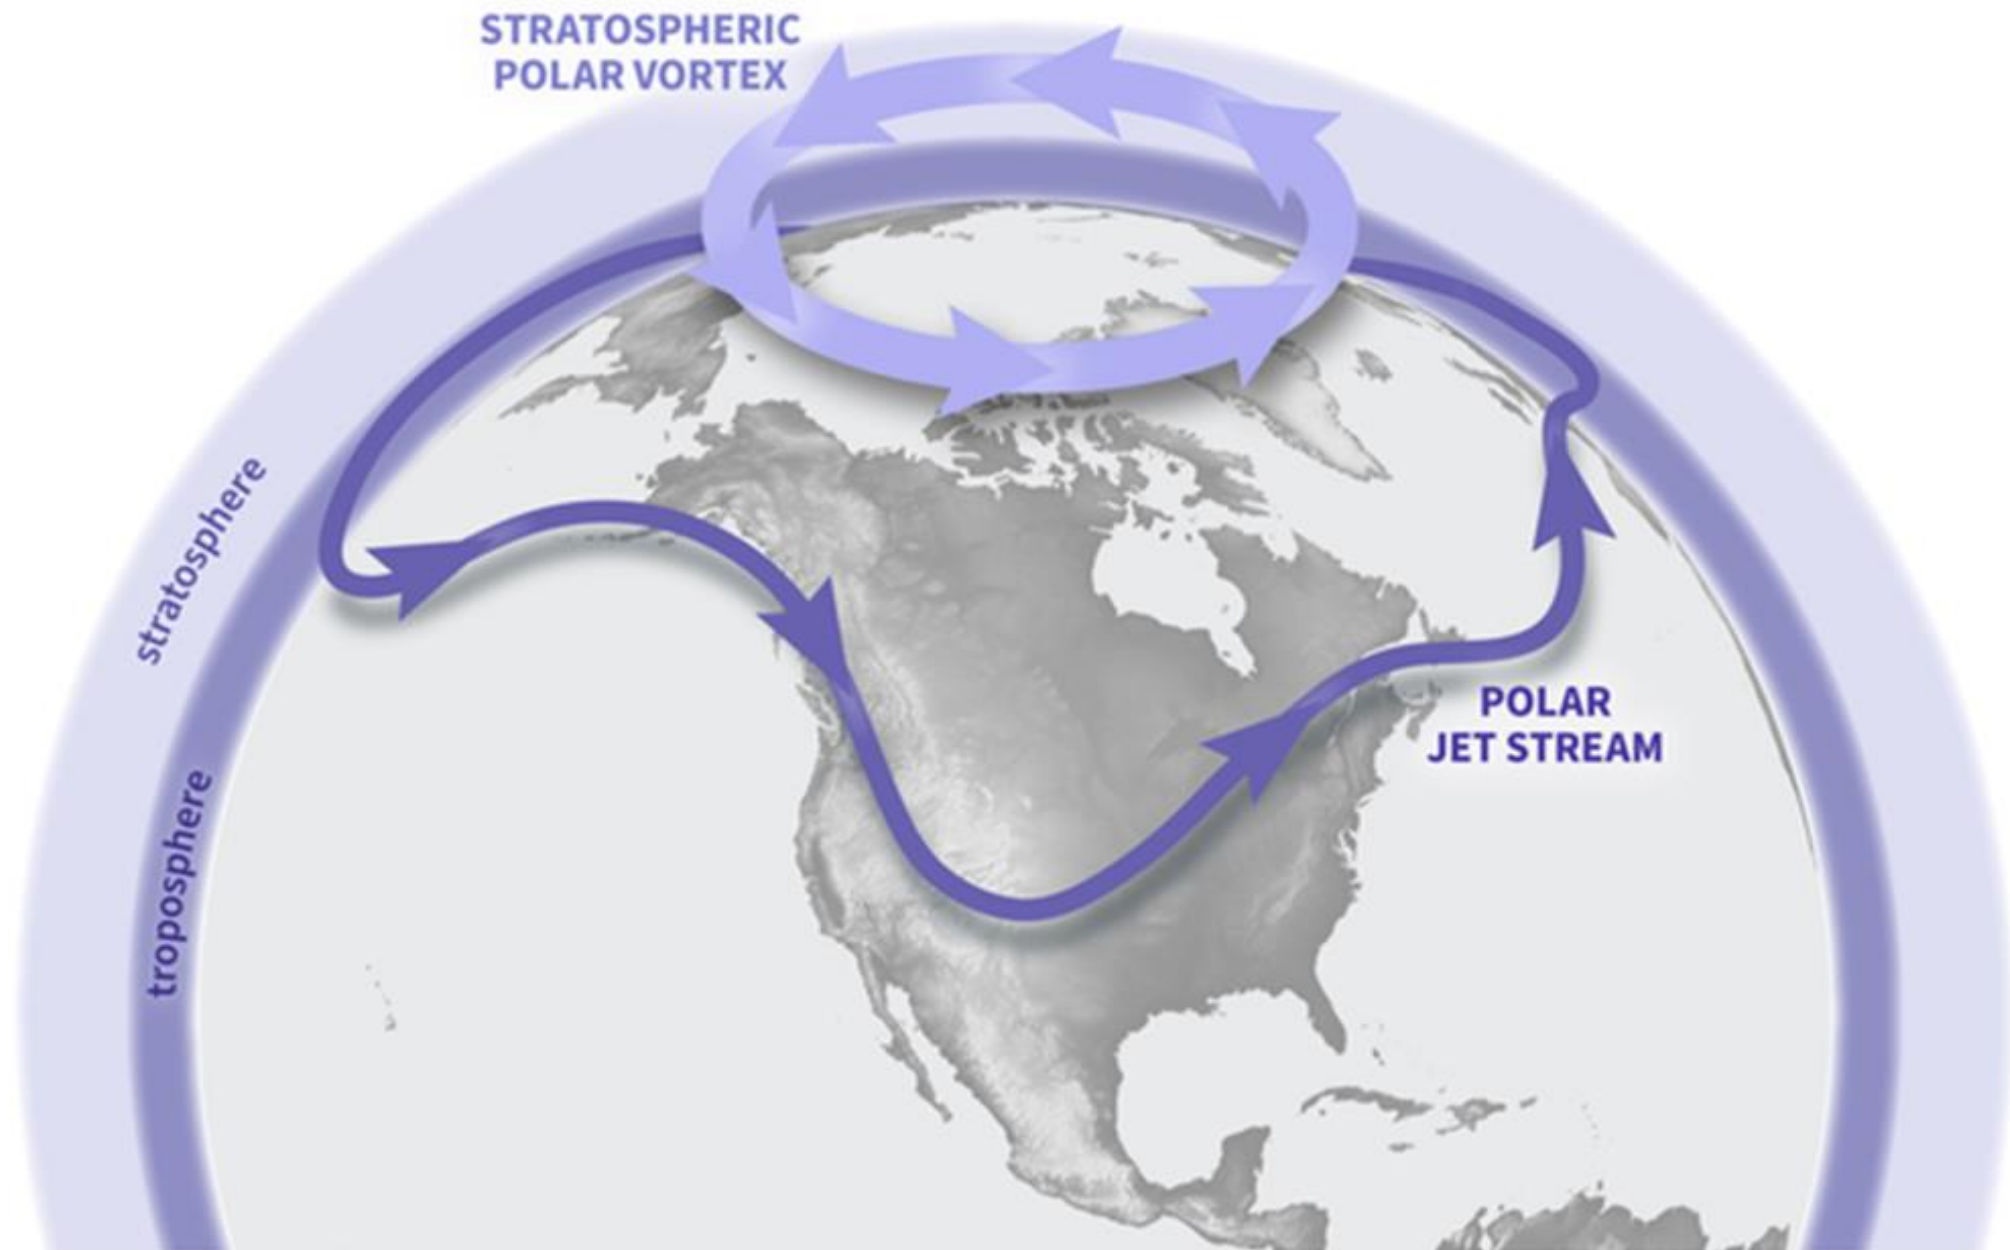 STRATOSPHERIC
POLAR VORTEX
stratosphere
troposphere
POLAR
JET STREAM